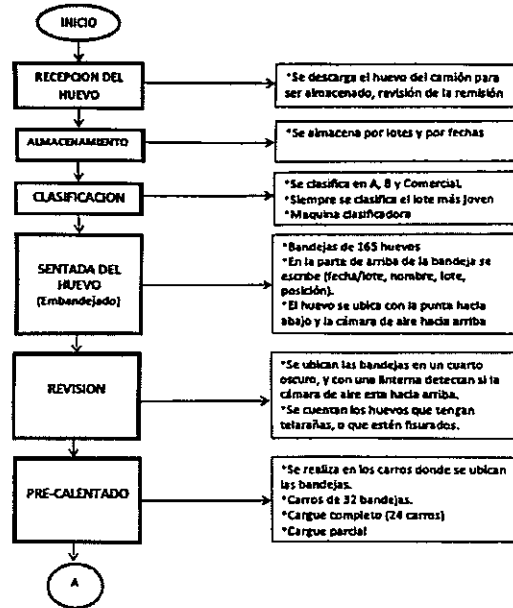 INICIO
RECEPCION DEL
HUEVO
*Se descarga el huevo del camión para
ser almacenado, revisión de la remisión
ALMACENAMIENTO
*Se almacena por lotes y por fechas
CLASIFICACION
*Se clasifica en A, B y Comercial.
*Siempre se clasifica el lote más joven
*Maquina clasificadora
SENTADA DEL
HUEVO
(Embandejado)
*Bandejas de 165 huevos
*En la parte de arriba de la bandeja se
escribe (fecha/lote, nombre, lote,
posición).
*El huevo se ubica con la punta hacia
abajo y la cámara de aire hacia arriba
REVISION
*Se ubican las bandejas en un cuarto
oscuro, y con una linterna detectan si la
cámara de aire esta hacia arriba.
*Se cuentan los huevos que tengan
telarañas, o que estén fisurados.
PRE-CALENTADO
*Se realiza en los carros donde se ubican
las bandejas.
*Carros de 32 bandejas.
*Cargue completo (24 carros)
*Cargue parcial
A